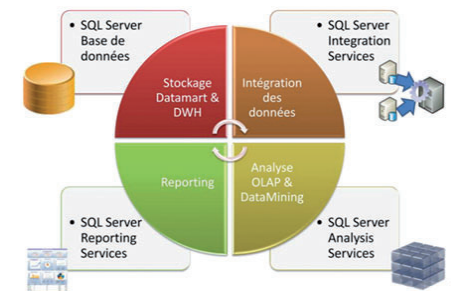 • SQL Server
Base de
données
• SQL Server
Integration
Services
Stockage
Datamart &
DWH
Intégration
des
données
Reporting
Analyse
OLAP &
DataMining
• SQL Server
Reporting
Services
• SQL Server
Analysis
Services